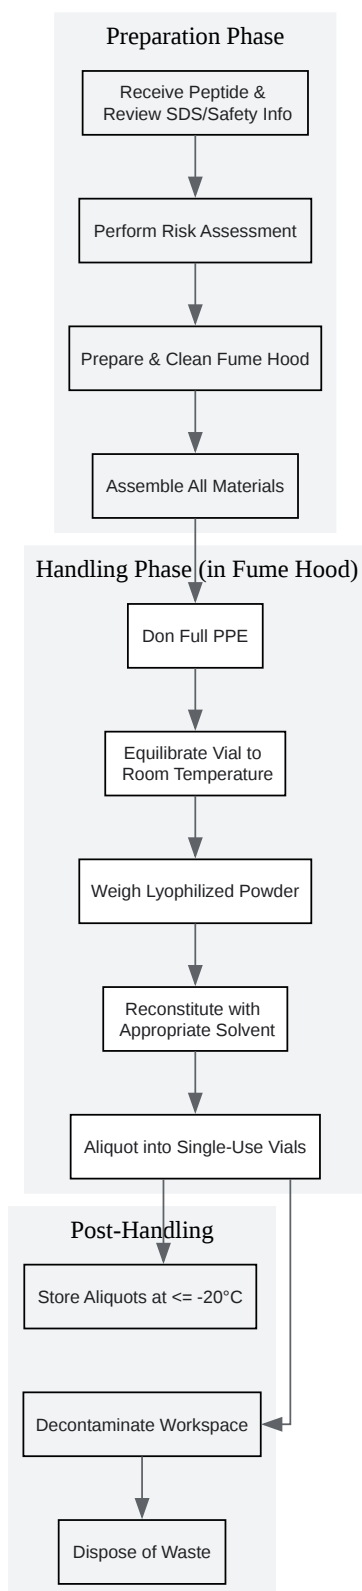 Preparation Phase
Receive Peptide &
Review SDS/Safety Info
Perform Risk Assessment
Prepare & Clean Fume Hood
Assemble All Materials
Handling Phase (in Fume Hood)
Don Full PPE
Equilibrate Vial to
Room Temperature
Weigh Lyophilized Powder
Reconstitute with
Appropriate Solvent
Aliquot into Single-Use Vials
Post-Handling
Store Aliquots at <= -20°C
Decontaminate Workspace
Dispose of Waste